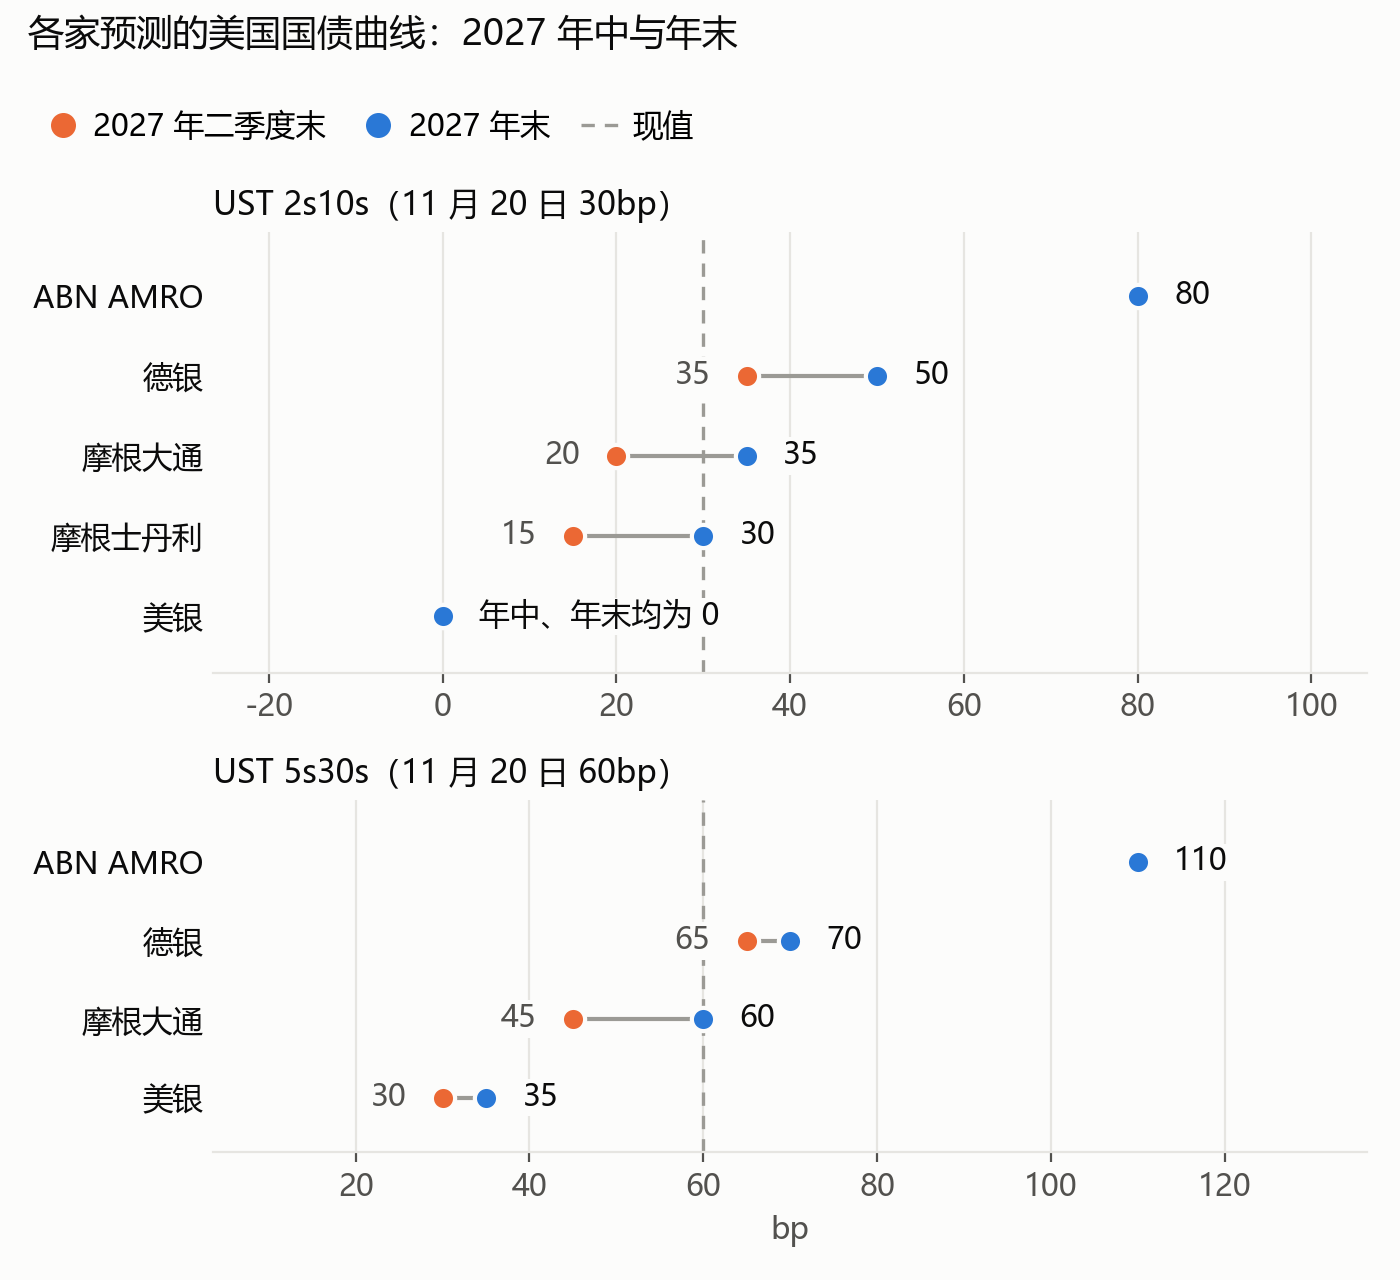 各家预测的美国国债曲线：2027 年中与年末
2027 年二季度末 2027 年末 现值
UST 2s10s（11 月 20 日 30bp）
ABN AMRO 80
德银 35 50
摩根大通 20 35
摩根士丹利 15 30
美银 年中、年末均为 0
-20 0 20 40 60 80 100
UST 5s30s（11 月 20 日 60bp）
ABN AMRO 110
德银 65 70
摩根大通 45 60
美银 30 35
20 40 60 80 100 120
bp